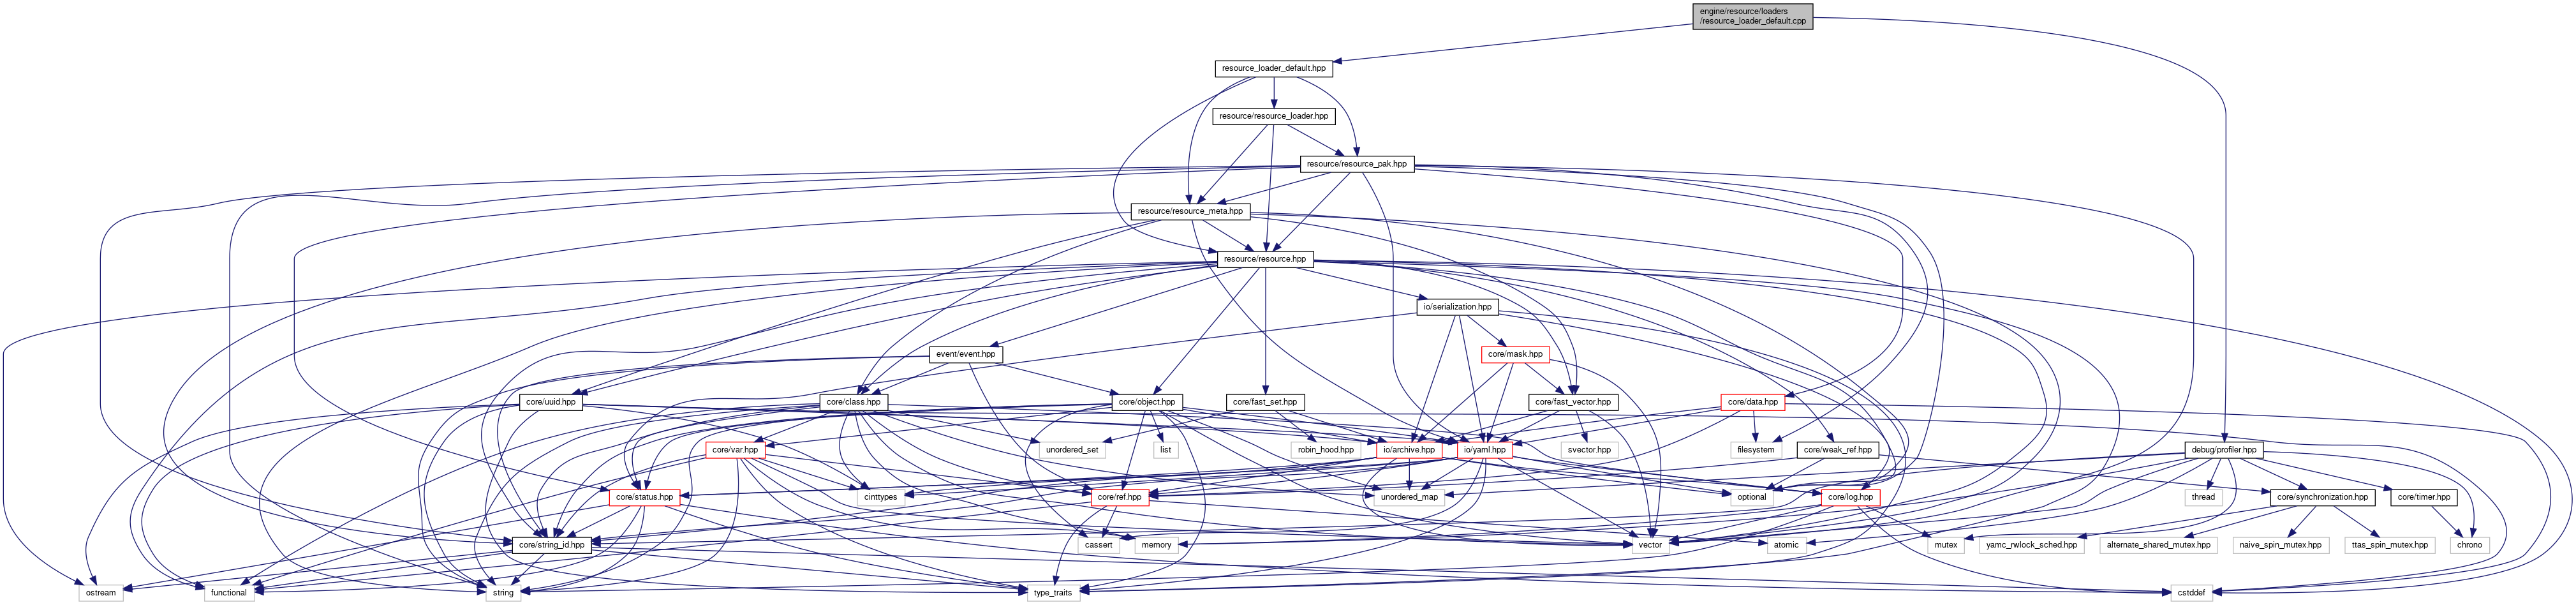 engine/resource/loaders
/resource_loader_default.cpp
resource_loader_default.hpp
resource/resource_loader.hpp
resource/resource_pak.hpp
resource/resource_meta.hpp
resource/resource.hpp
io/serialization.hpp
event/event.hpp
core/mask.hpp
core/uuid.hpp
core/class.hpp
core/object.hpp
core/fast_set.hpp
core/fast_vector.hpp
core/data.hpp
core/var.hpp
unordered_set
list
robin_hood.hpp
io/archive.hpp
io/yaml.hpp
svector.hpp
filesystem
core/weak_ref.hpp
debug/profiler.hpp
core/status.hpp
cinttypes
core/ref.hpp
unordered_map
optional
core/log.hpp
thread
core/synchronization.hpp
core/timer.hpp
core/string_id.hpp
cassert
memory
vector
atomic
mutex
yamc_rwlock_sched.hpp
alternate_shared_mutex.hpp
naive_spin_mutex.hpp
ttas_spin_mutex.hpp
chrono
ostream
functional
string
type_traits
cstddef